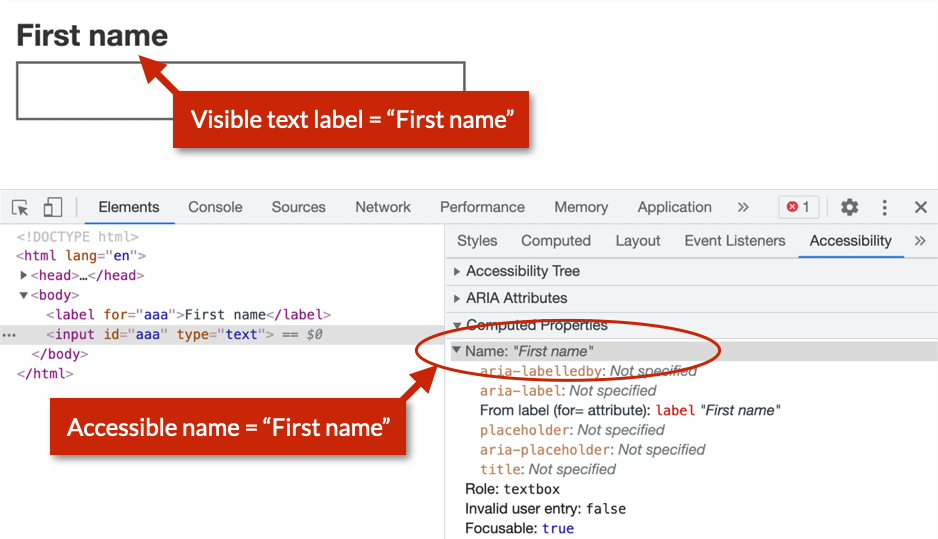 First name
Visible text label = “First name”
Elements Console Sources Network Performance Memory Application » 1
<!DOCTYPE html>
<html lang="en">
<head>…</head>
<body>
<label for="aaa">First name</label>
<input id="aaa" type="text"> == $0
</body>
</html>
Accessible name = “First name”
Styles Computed Layout Event Listeners Accessibility »
Accessibility Tree
ARIA Attributes
Computed Properties
Name: "First name"
aria-labelledby: Not specified
aria-label: Not specified
From label (for= attribute): label "First name"
placeholder: Not specified
aria-placeholder: Not specified
title: Not specified
Role: textbox
Invalid user entry: false
Focusable: true